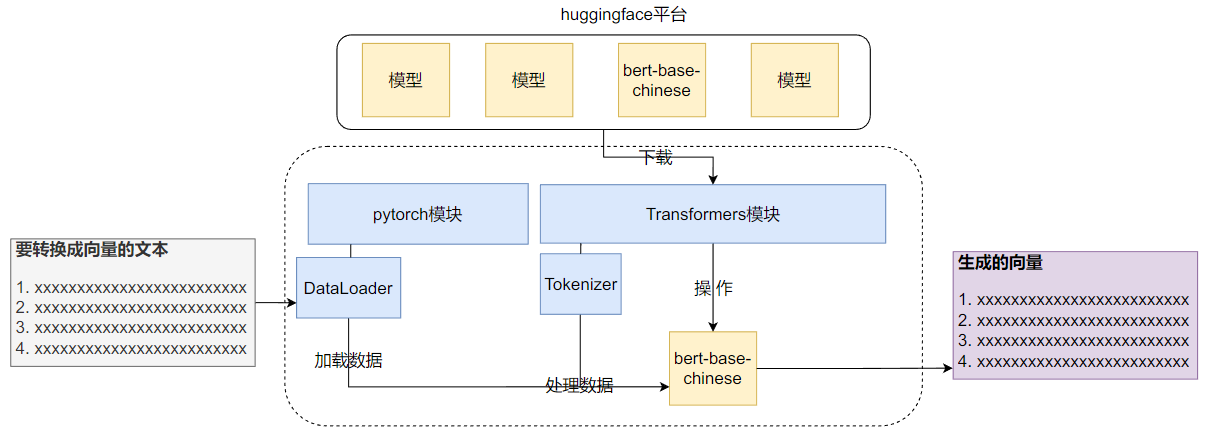 huggingface平台
模型
模型
bert-base-
chinese
模型
下载
pytorch模块
Transformers模块
要转换成向量的文本
1. xxxxxxxxxxxxxxxxxxxxxxxxx
2. xxxxxxxxxxxxxxxxxxxxxxxxx
3. xxxxxxxxxxxxxxxxxxxxxxxxx
4. xxxxxxxxxxxxxxxxxxxxxxxxx
DataLoader
Tokenizer
操 作
加载数据
处理数据
bert-base-
chinese
生成的向量
1. xxxxxxxxxxxxxxxxxxxxxxxxx
2. xxxxxxxxxxxxxxxxxxxxxxxxx
3. xxxxxxxxxxxxxxxxxxxxxxxxx
4. xxxxxxxxxxxxxxxxxxxxxxxxx